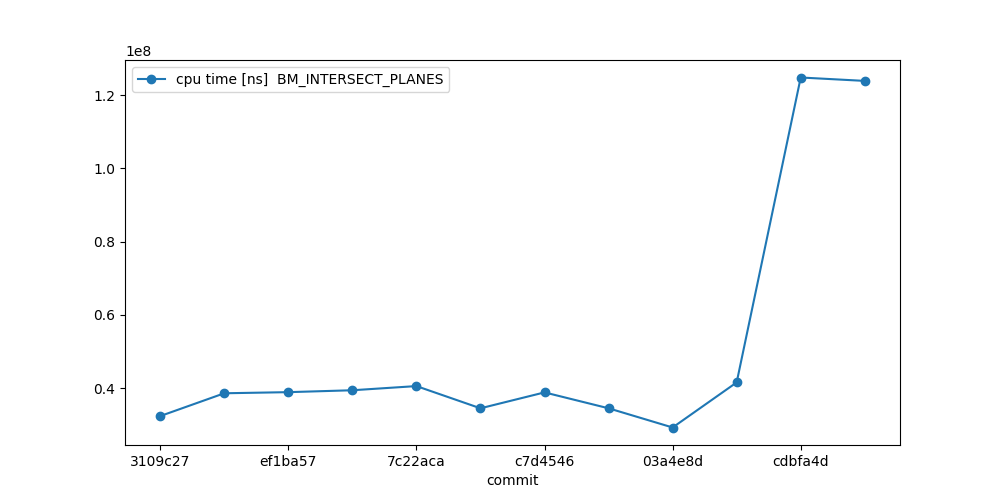 1e8
cpu time [ns]  BM_INTERSECT_PLANES
1.2
1.0
0.8
0.6
0.4
3109c27 ef1ba57 7c22aca c7d4546 03a4e8d cdbfa4d
commit